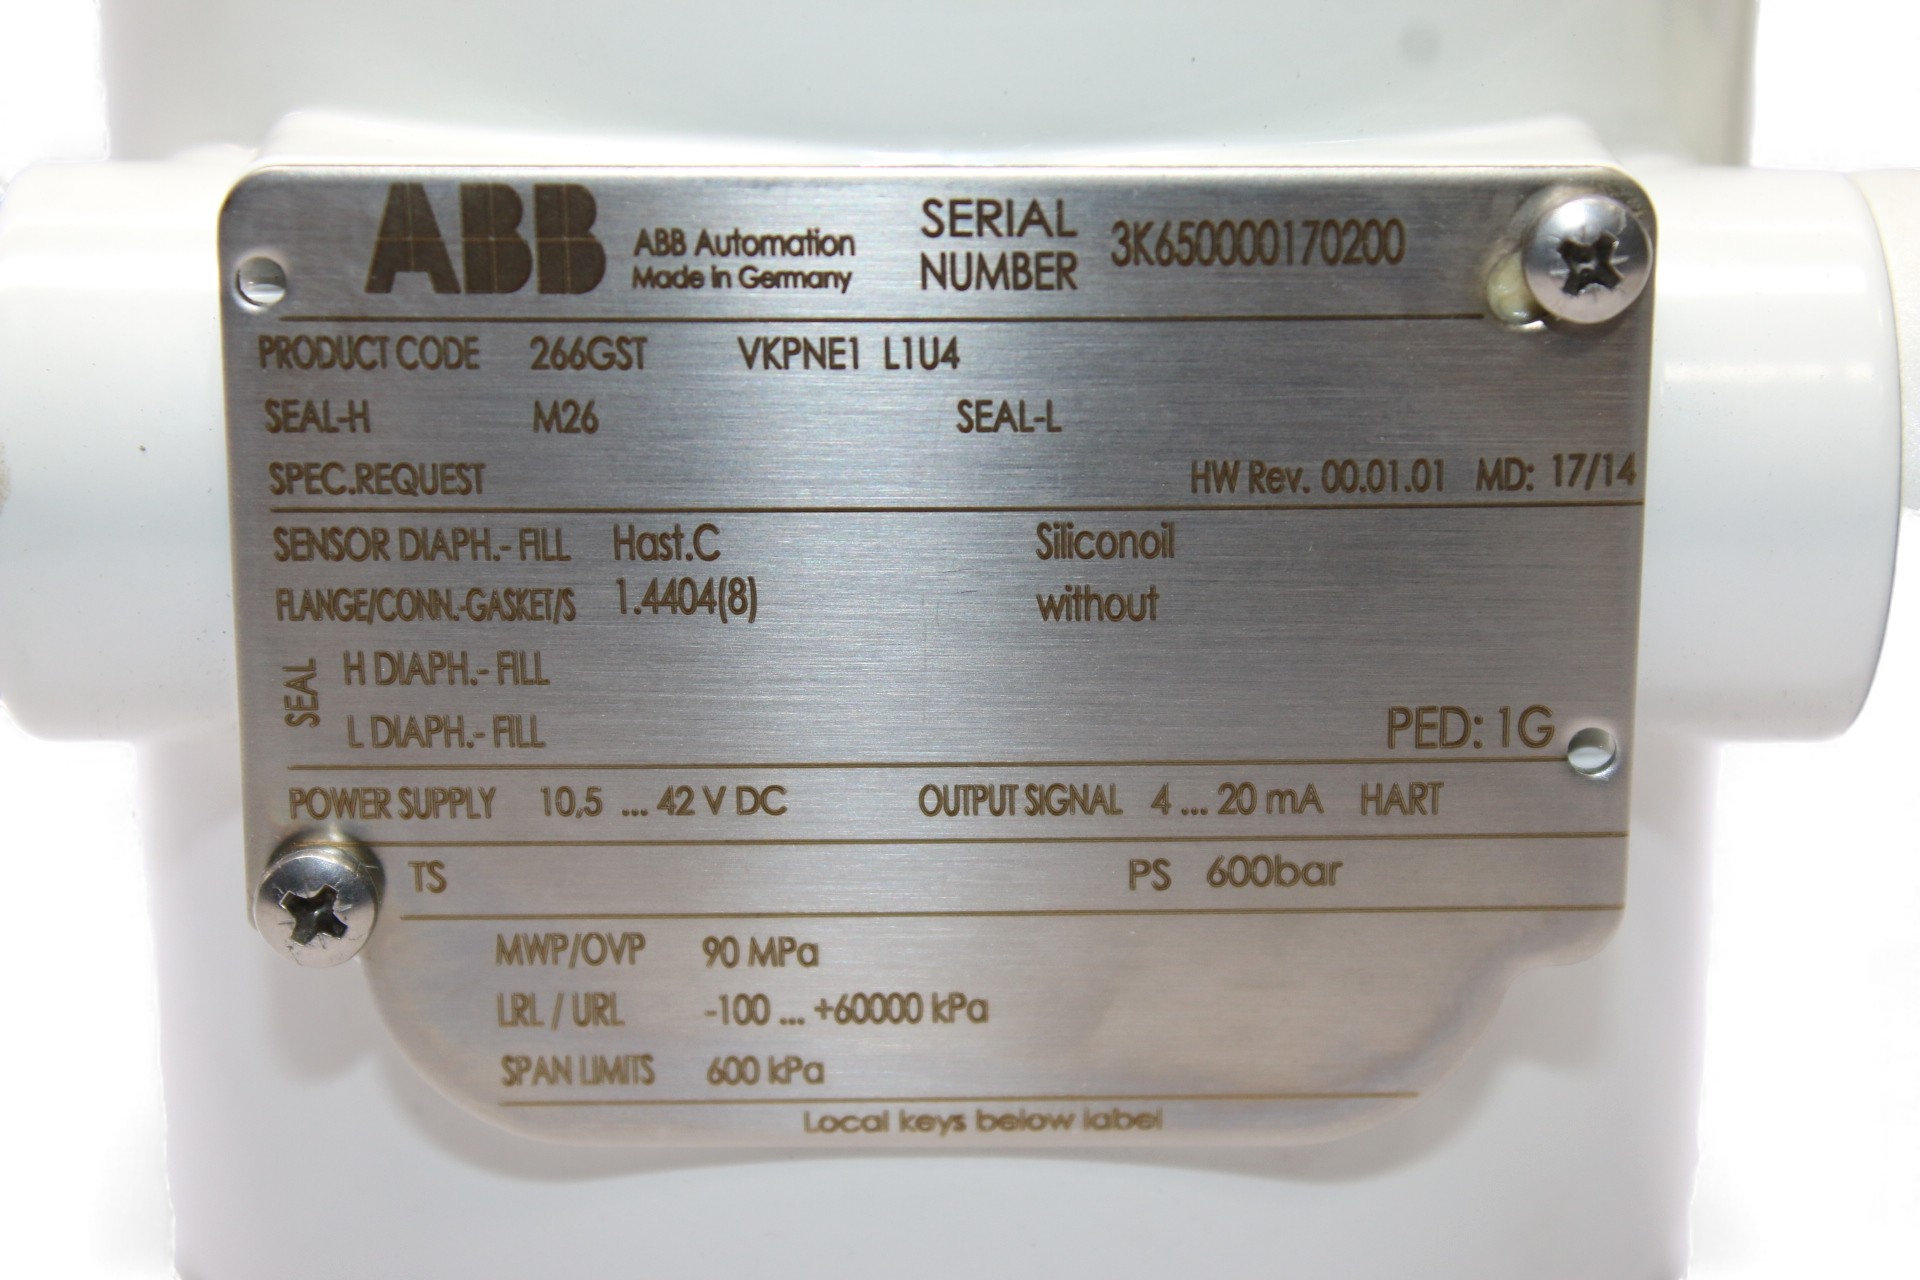 ABB ABB Automation SERIAL NUMBER 3K650000170200
Made in Germany
PRODUCT CODE 266GST VKPNE1 L1U4
SEAL-H M26 SEAL-L
SPEC.REQUEST HW Rev. 00.01.01 MD: 17/14
SENSOR DIAPH.- FILL Hast.C Siliconoil
FLANGE/CONN.-GASKET/S 1.4404(8) without
SEAL
H DIAPH.- FILL
L DIAPH.- FILL PED: 1G
POWER SUPPLY 10,5 ... 42 V DC OUTPUT SIGNAL 4 ... 20 mA HART
TS PS 600bar
MWP/OVP 90 MPa
LRL / URL -100 ... +60000 kPa
SPAN LIMITS 600 kPa
Local keys below label